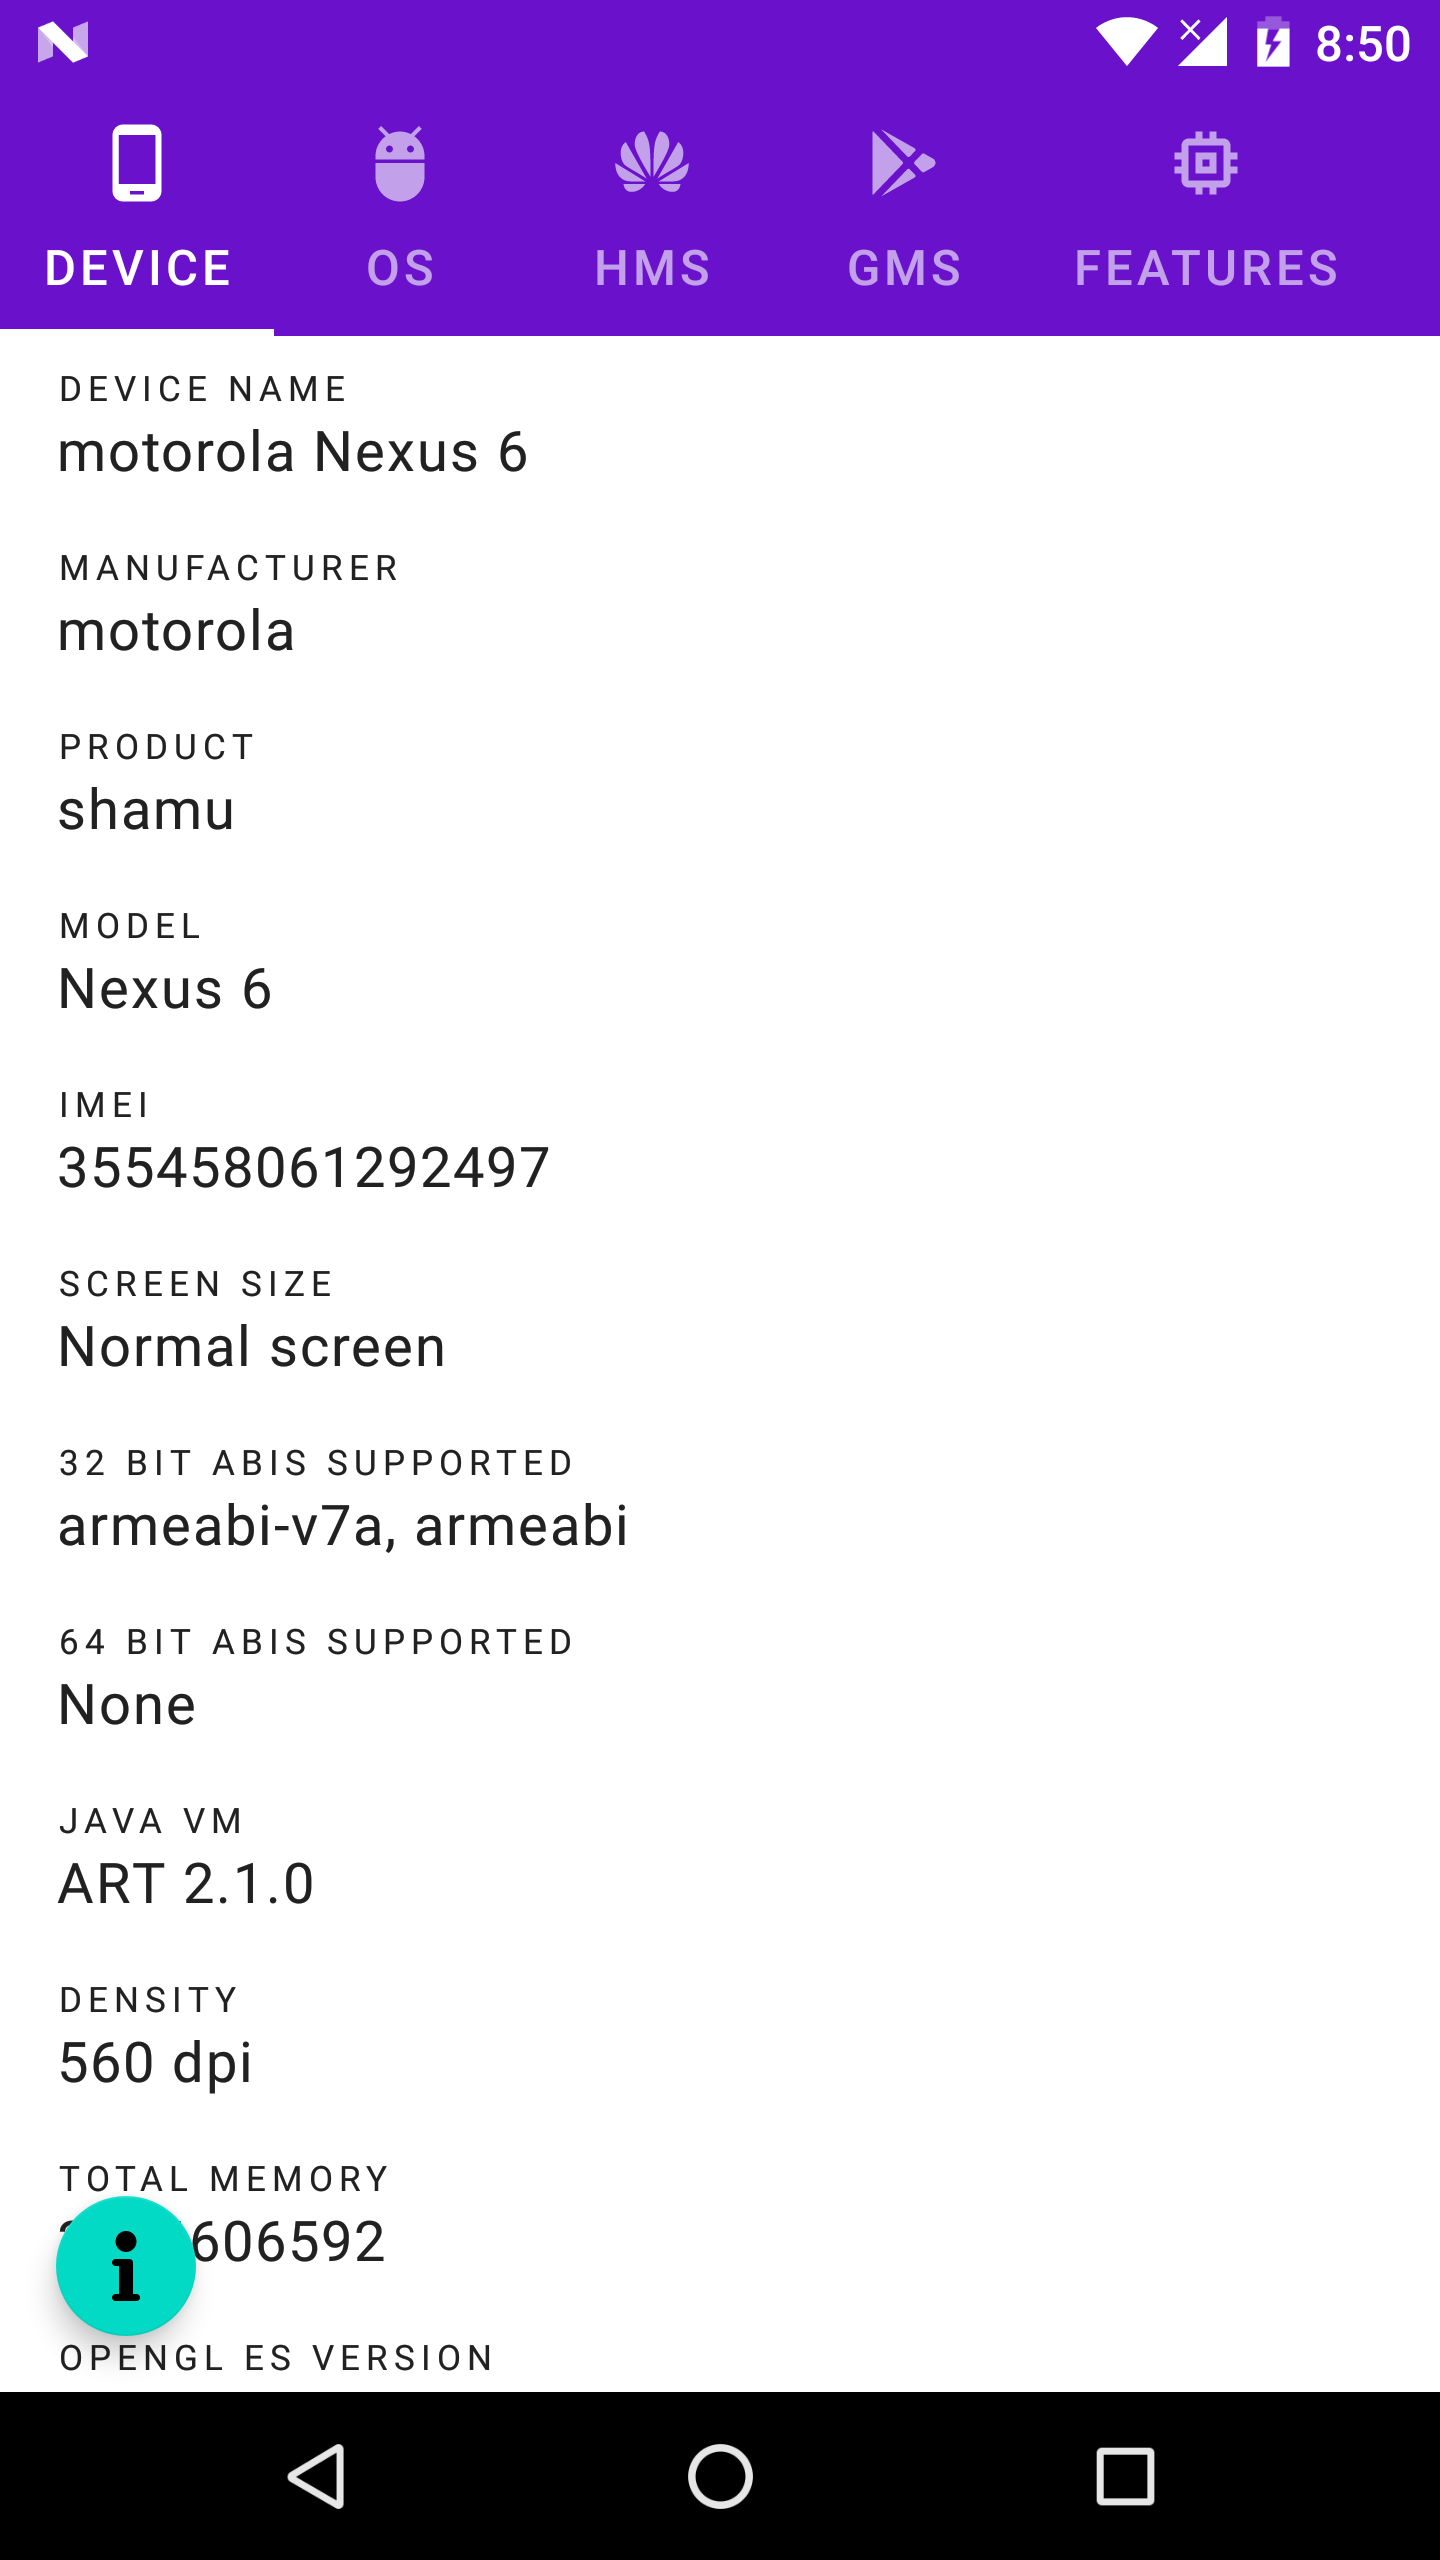 8:50
DEVICE OS HMS GMS FEATURES
DEVICE NAME
motorola Nexus 6
MANUFACTURER
motorola
PRODUCT
shamu
MODEL
Nexus 6
IMEI
355458061292497
SCREEN SIZE
Normal screen
32 BIT ABIS SUPPORTED
armeabi-v7a, armeabi
64 BIT ABIS SUPPORTED
None
JAVA VM
ART 2.1.0
DENSITY
560 dpi
TOTAL MEMORY
606592
OPENGL ES VERSION